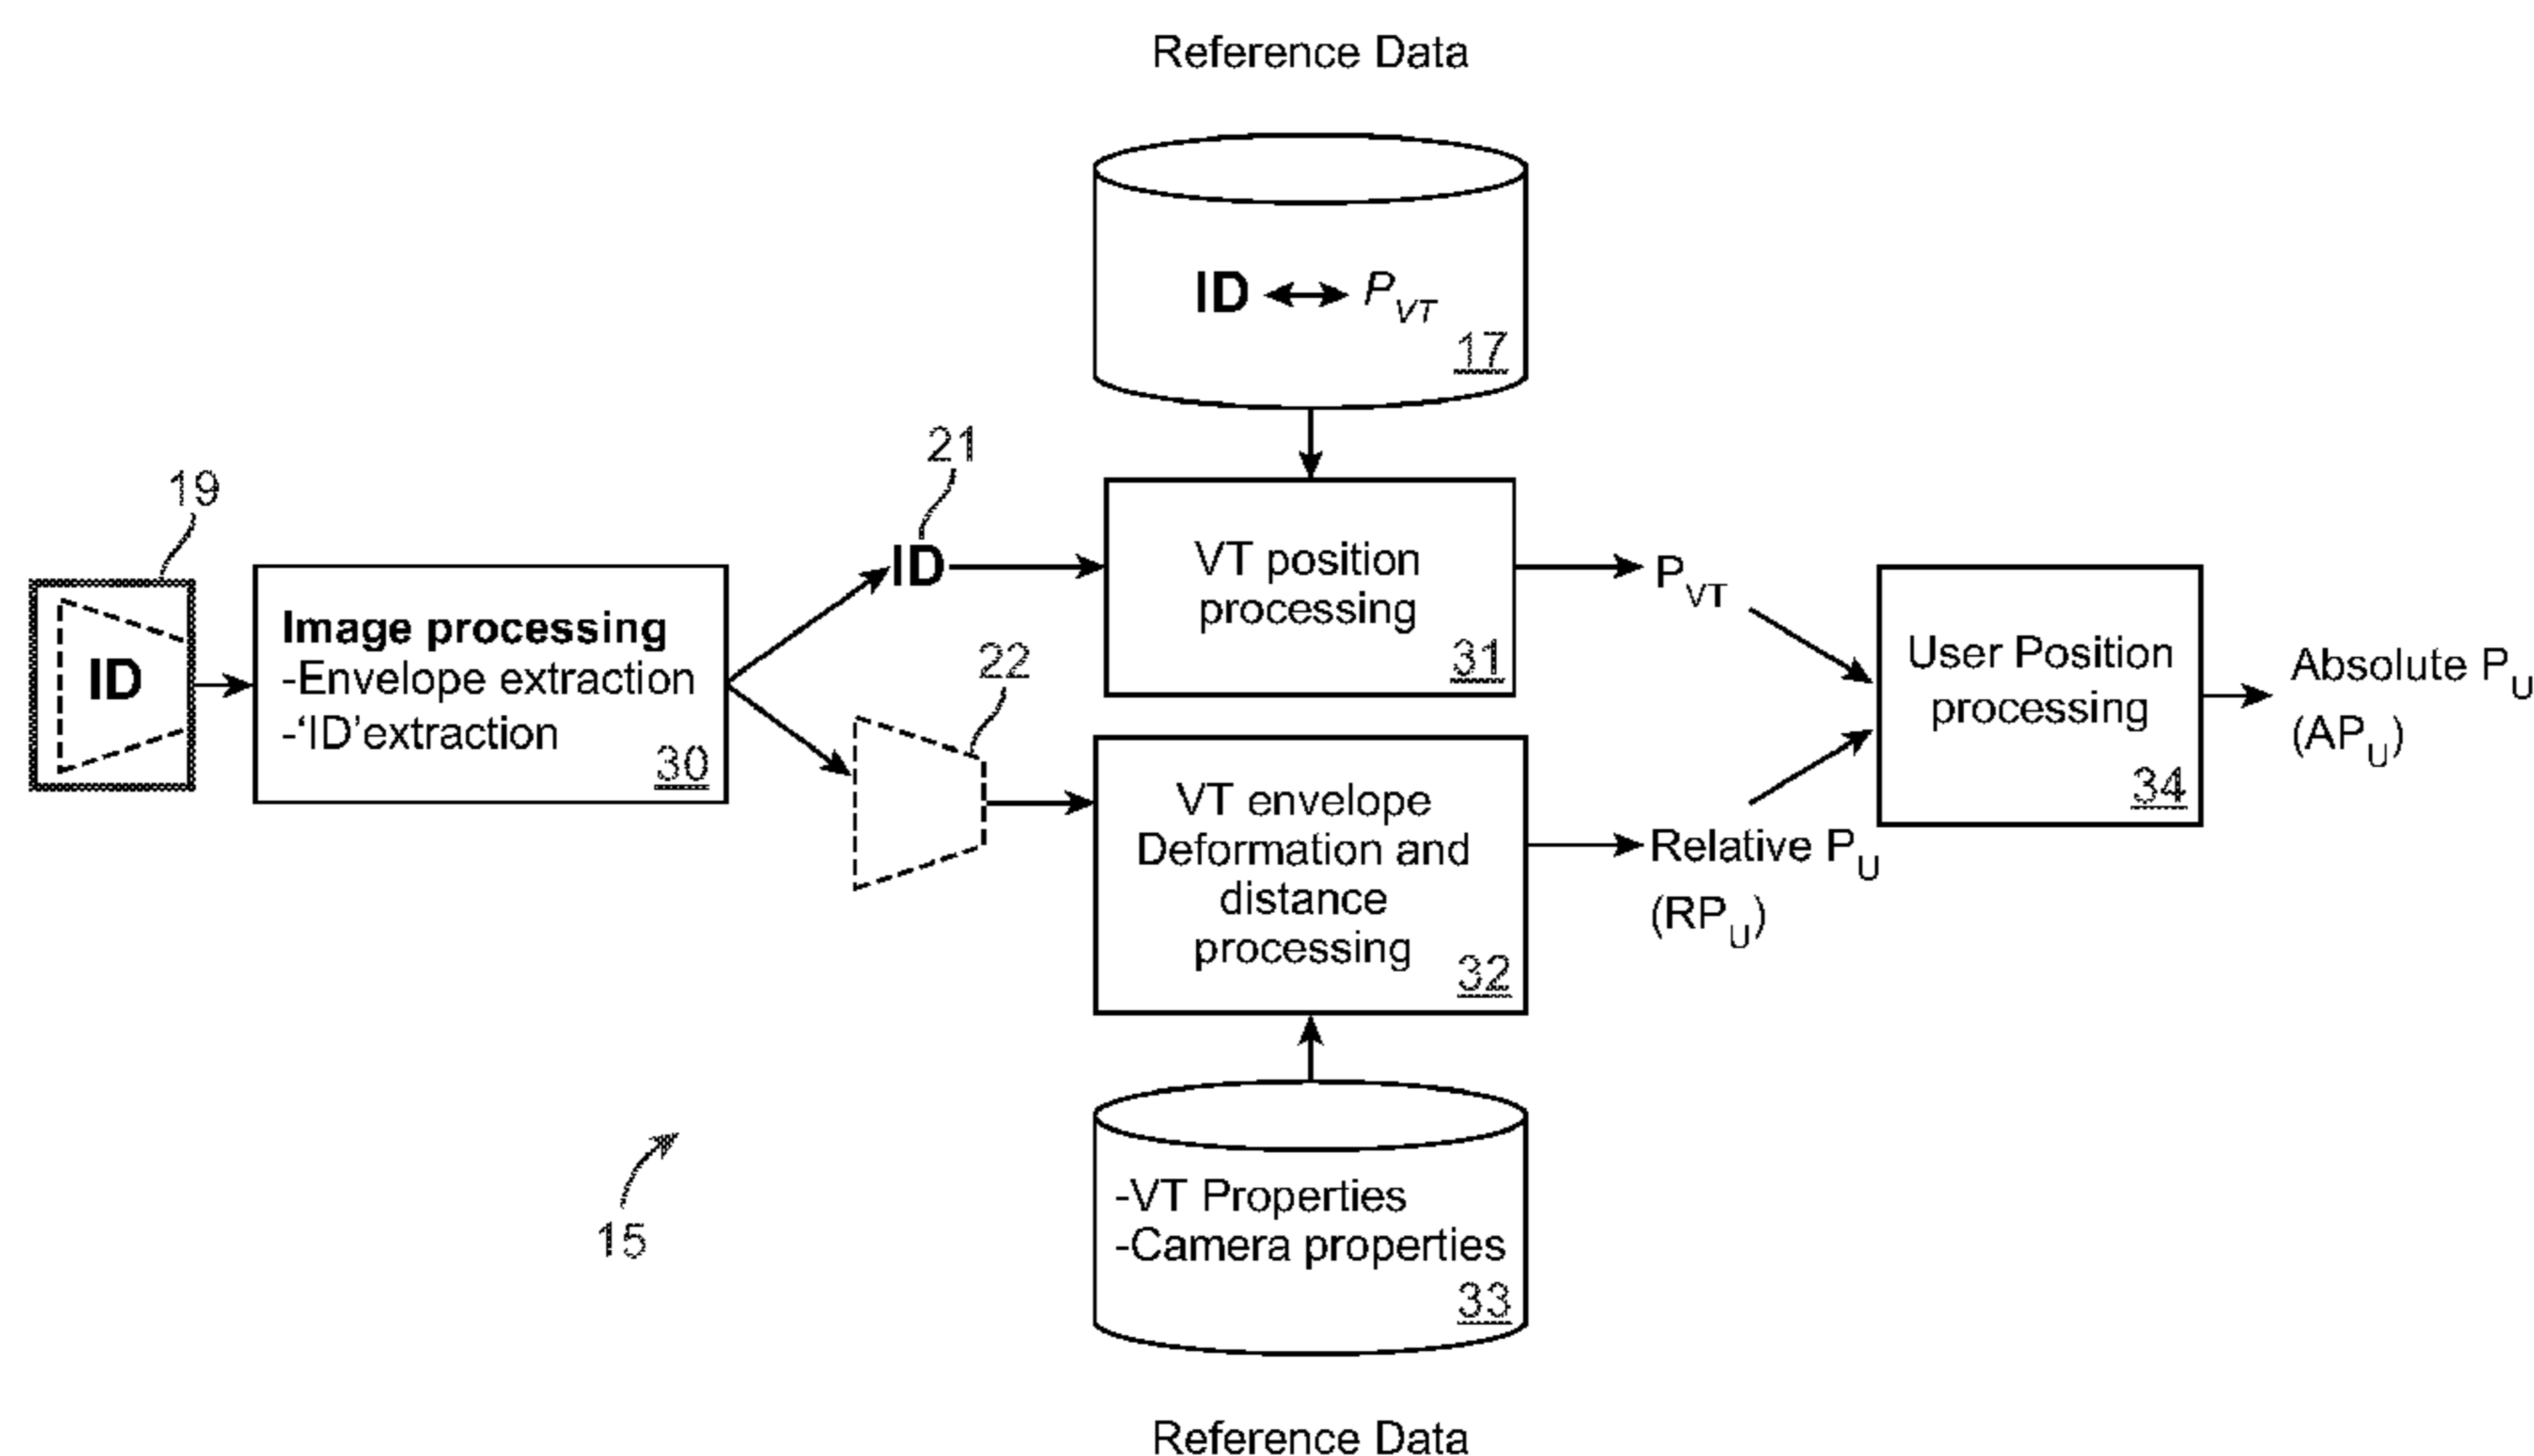 Reference Data
ID ↔ P_VT
17
19
ID
Image processing
-Envelope extraction
-‘ID’extraction
30
21
ID
22
VT position
processing
31
P_VT
VT envelope
Deformation and
distance
processing
32
Relative P_U
(RP_U)
User Position
processing
34
Absolute P_U
(AP_U)
-VT Properties
-Camera properties
33
15
Reference Data